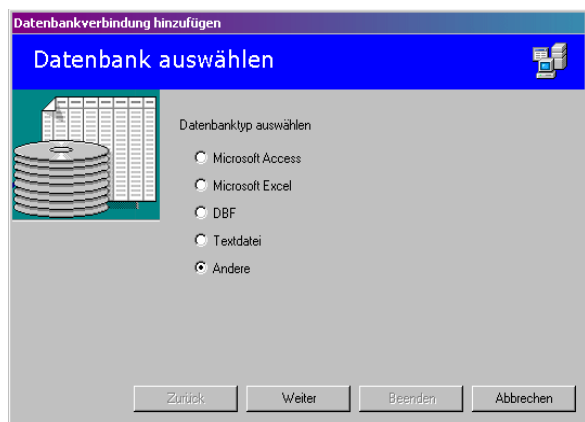 Datenbankverbindung hinzufügen
Datenbank auswählen
Datenbanktyp auswählen
Microsoft Access
Microsoft Excel
DBF
Textdatei
Andere
Zurück
Weiter
Beenden
Abbrechen